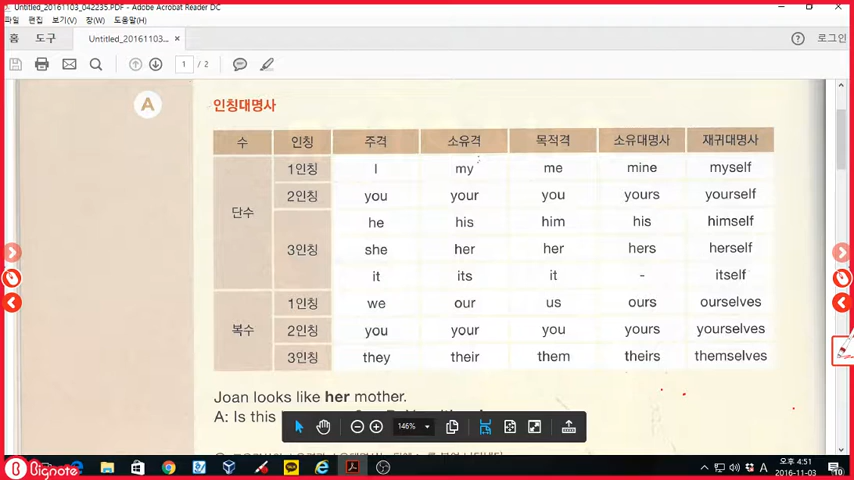 Untitled_20161103_042235.PDF - Adobe Acrobat Reader DC
파일 편집 보기(V) 창(W) 도움말(H)
홈 도구 Untitled_20161103... × ? 로그인
1 / 2
A 인칭대명사
수 인칭 주격 소유격 목적격 소유대명사 재귀대명사
단수 1인칭 I my me mine myself
2인칭 you your you yours yourself
3인칭 he his him his himself
she her her hers herself
it its it - itself
복수 1인칭 we our us ours ourselves
2인칭 you your you yours yourselves
3인칭 they their them theirs themselves
Joan looks like her mother.
A: Is this
146%
Bignote
A 오후 4:51
2016-11-03